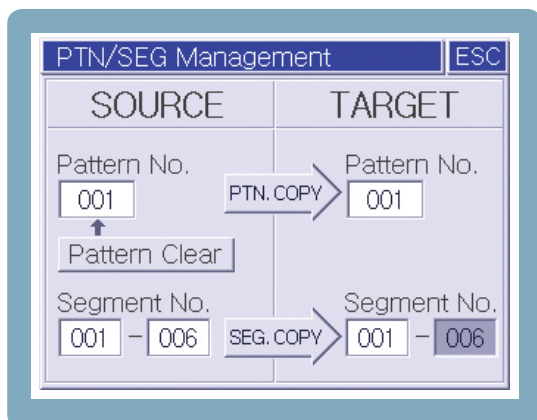 PTN/SEG Management ESC
SOURCE TARGET
Pattern No. Pattern No.
001 PTN. COPY 001
Pattern Clear
Segment No. Segment No.
001 - 006 SEG. COPY 001 - 006